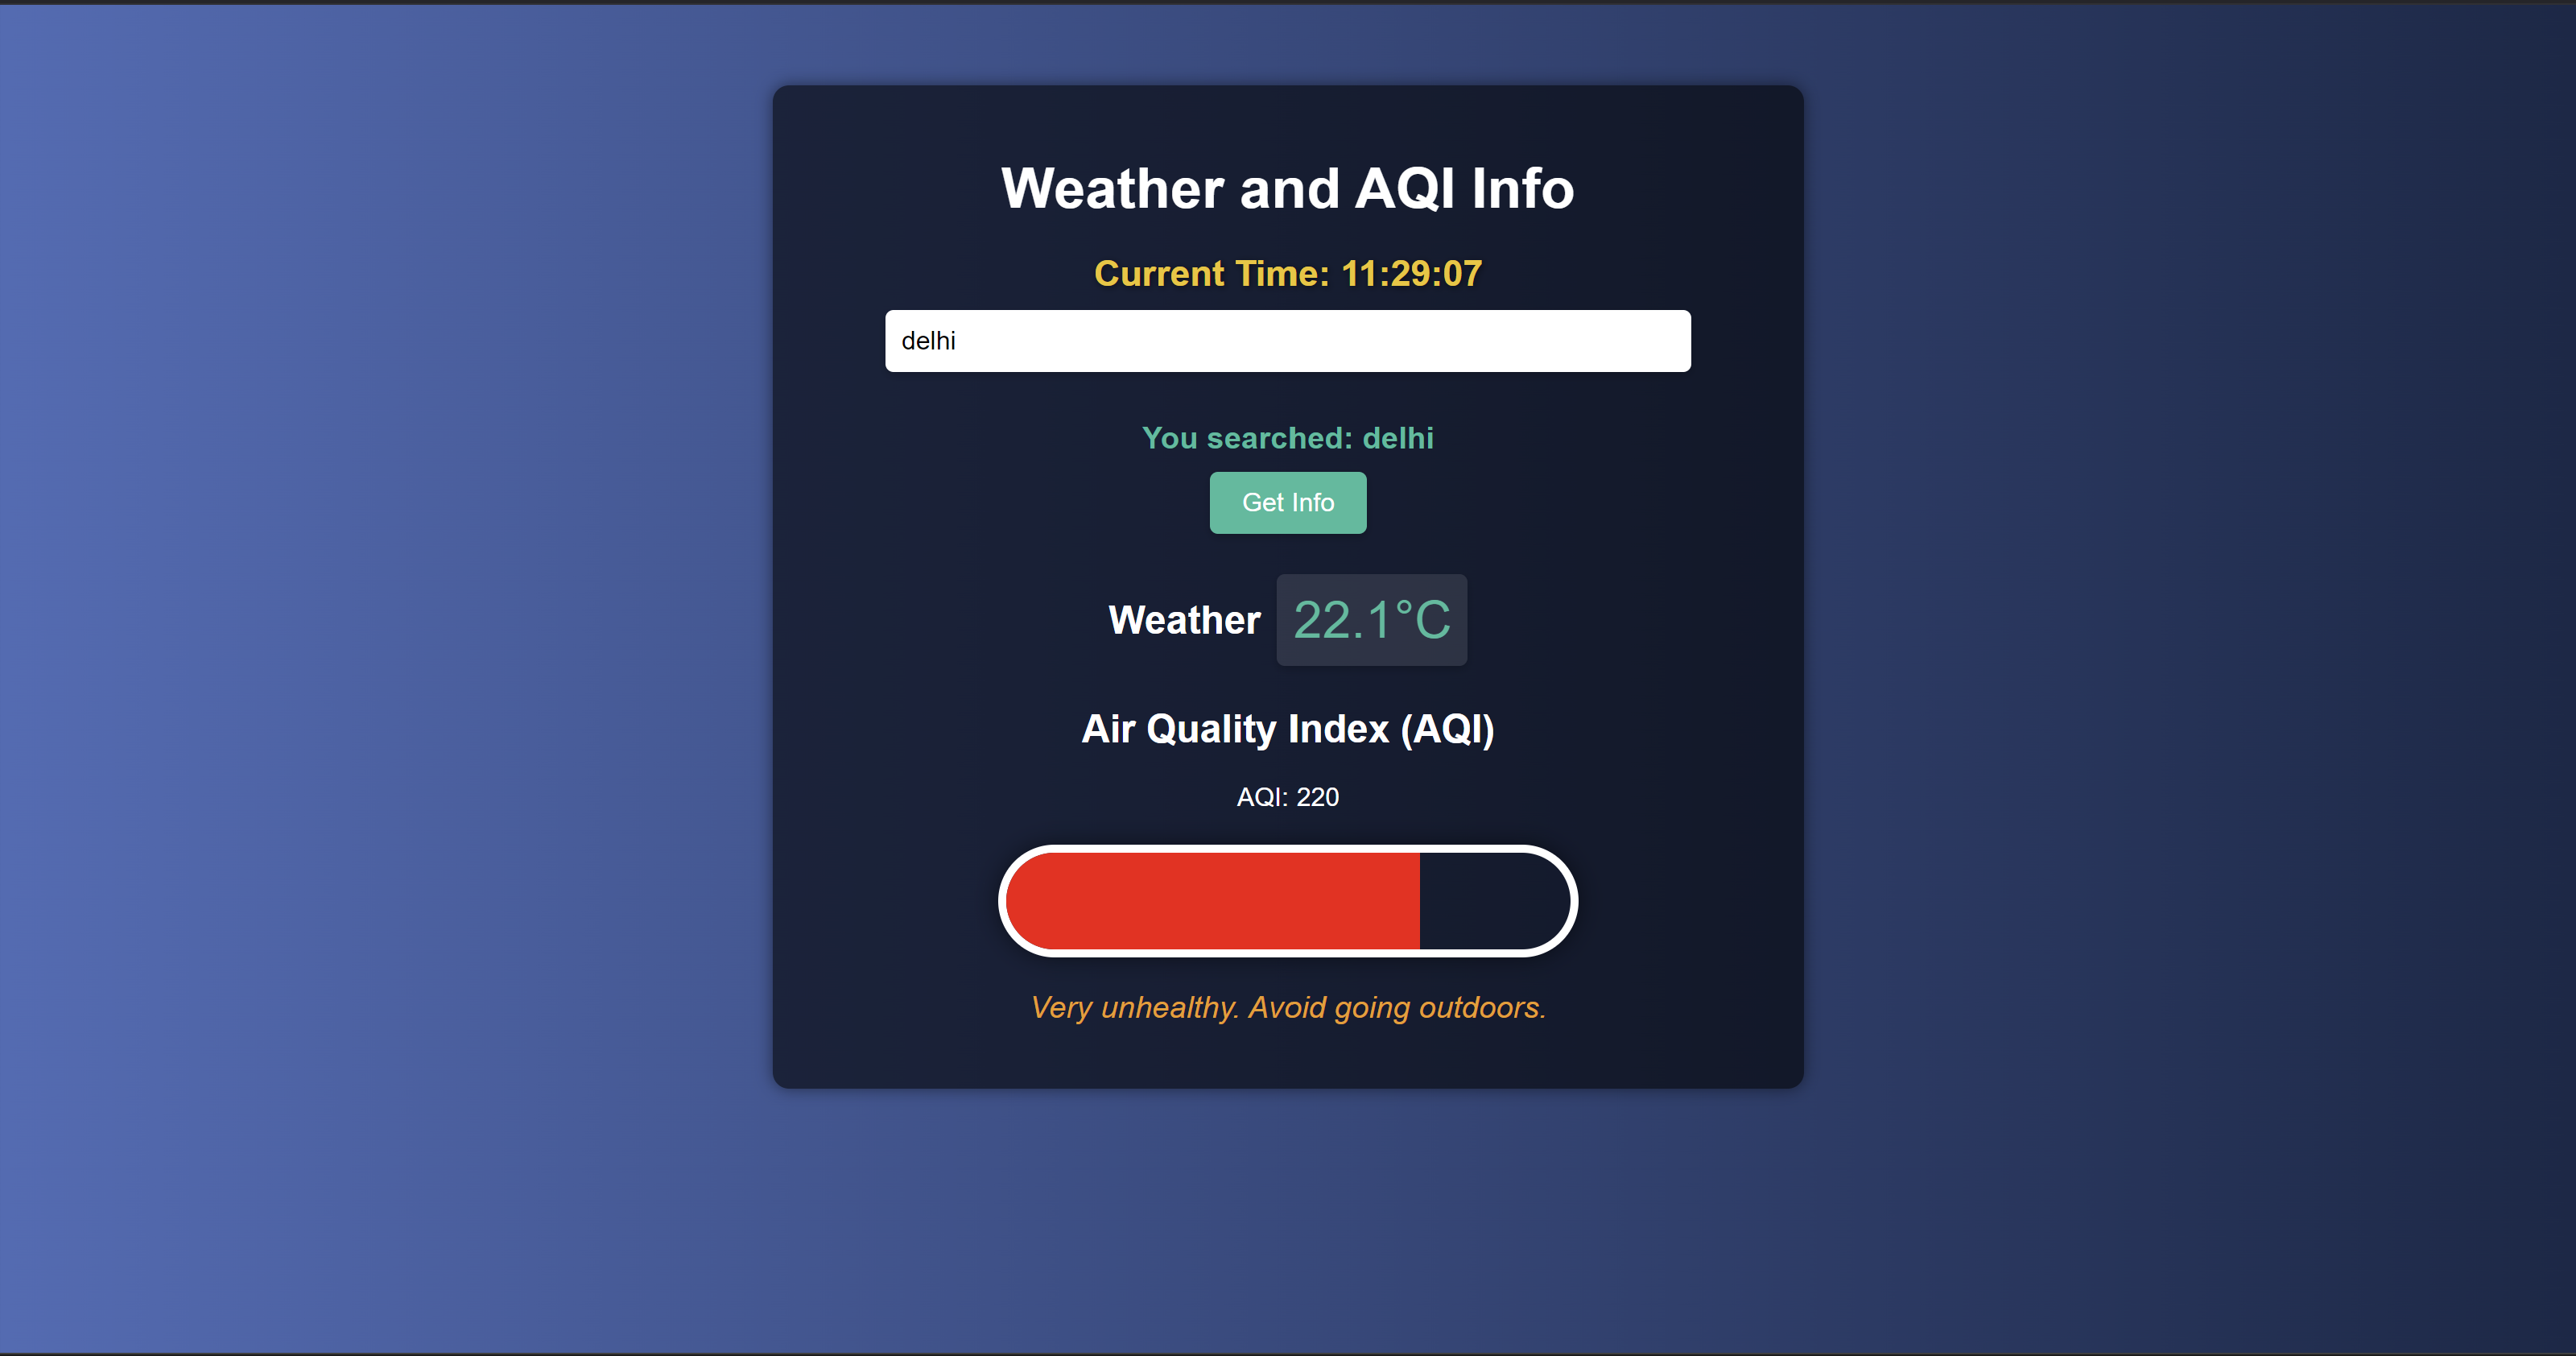 Weather and AQI Info
Current Time: 11:29:07
delhi
You searched: delhi
Get Info
Weather 22.1°C
Air Quality Index (AQI)
AQI: 220
Very unhealthy. Avoid going outdoors.